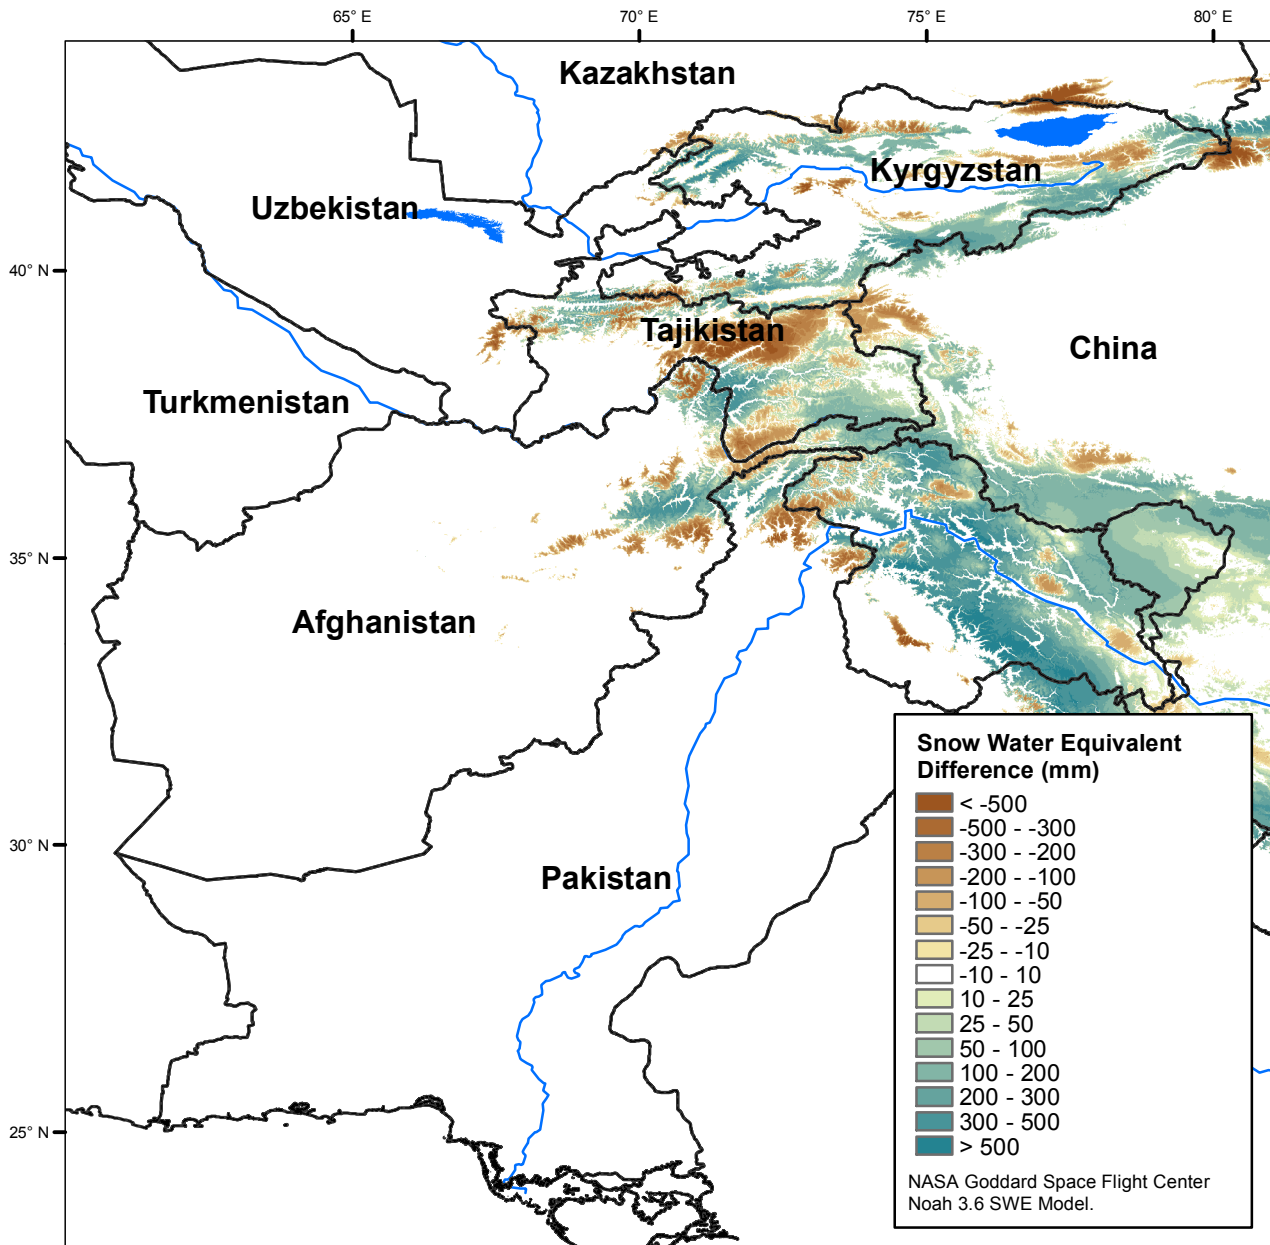 65° E
70° E
75° E
80° E
Kazakhstan
Kyrgyzstan
Uzbekistan
40° N
Tajikistan
China
Turkmenistan
35° N
Afghanistan
30° N
Pakistan
25° N
Snow Water Equivalent
Difference (mm)
< -500
-500 - -300
-300 - -200
-200 - -100
-100 - -50
-50 - -25
-25 - -10
-10 - 10
10 - 25
25 - 50
50 - 100
100 - 200
200 - 300
300 - 500
> 500
NASA Goddard Space Flight Center
Noah 3.6 SWE Model.